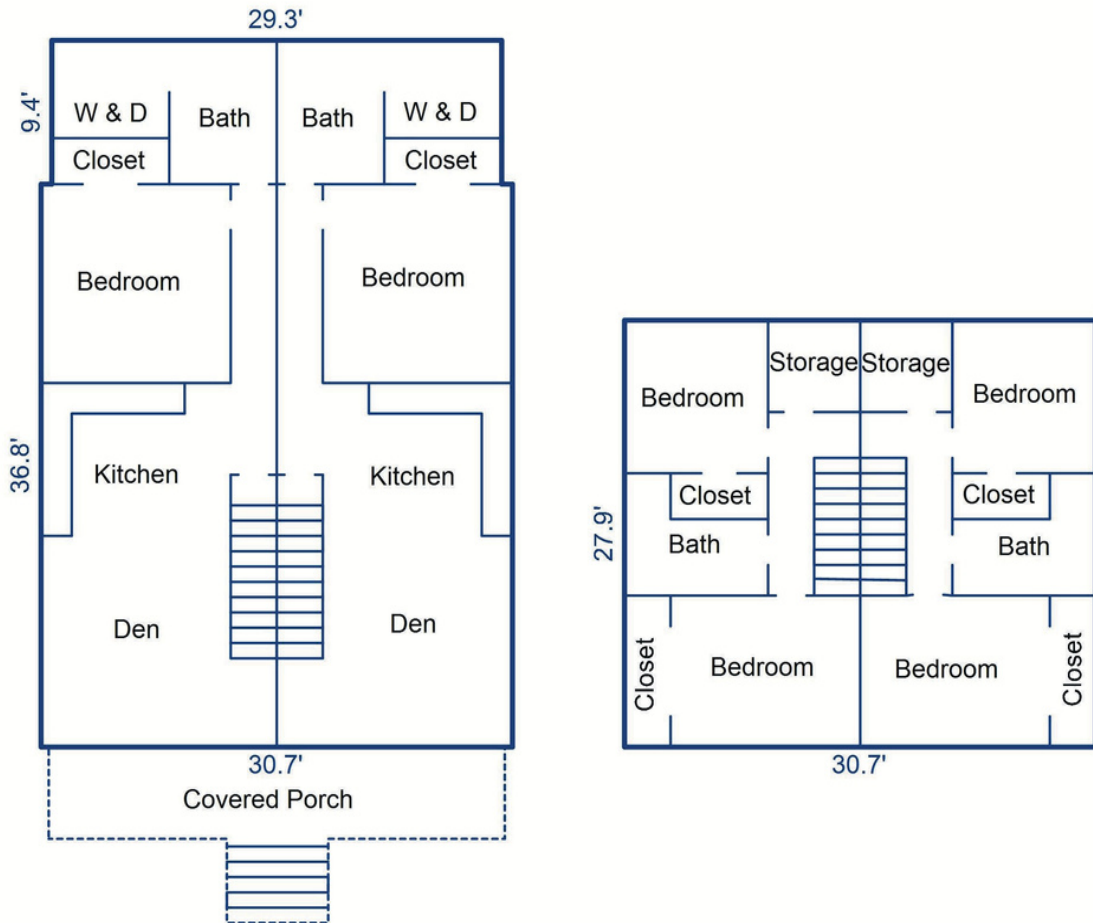 29.3'
9.4'
W & D
Bath
Bath
W & D
Closet
Closet
Bedroom
Bedroom
36.8'
Kitchen
Kitchen
Den
Den
30.7'
Covered Porch
Storage
Storage
Bedroom
Bedroom
Closet
Closet
27.9'
Bath
Bath
Closet
Bedroom
Bedroom
Closet
30.7'